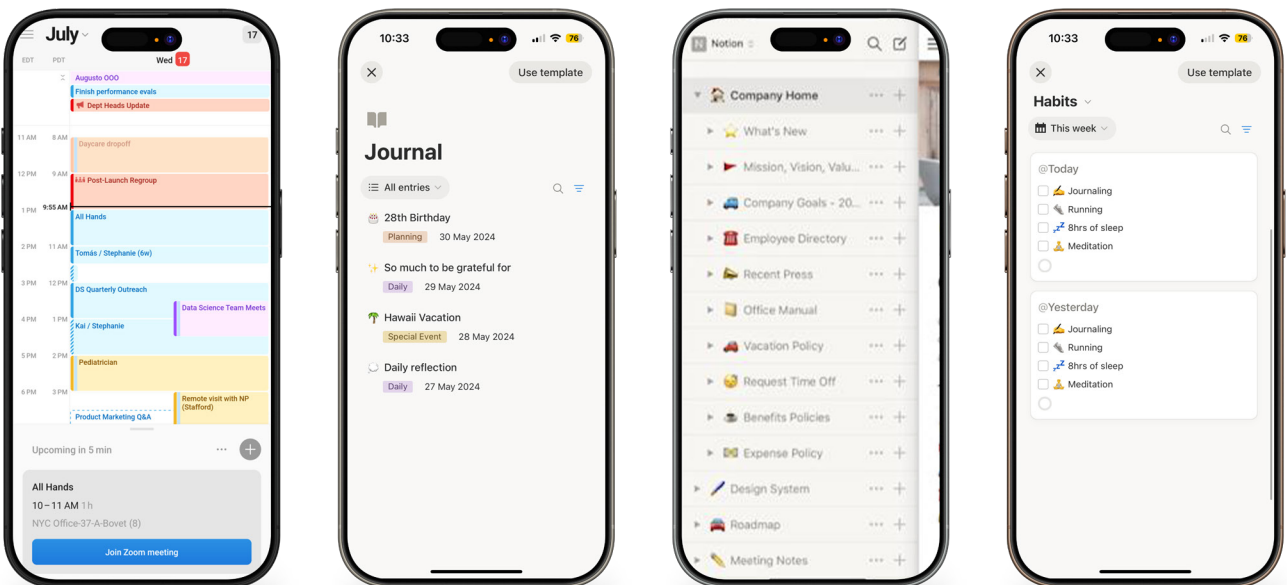 July
17
EDT PDT
Wed 17
Augusto OOO
Finish performance evals
Dept Heads Update
11 AM 8 AM
Daycare dropoff
12 PM 9 AM
Post-Launch Regroup
9:55 AM
1 PM
All Hands
2 PM 11 AM
Tomás / Stephanie (6w)
3 PM 12 PM
DS Quarterly Outreach
Data Science Team Meets
4 PM 1 PM
Kai / Stephanie
5 PM 2 PM
Pediatrician
6 PM 3 PM
Remote visit with NP
(Stafford)
Product Marketing Q&A
Upcoming in 5 min
All Hands
10–11 AM 1 h
NYC Office-37-A-Bovet (8)
Join Zoom meeting
10:33
76
Use template
Journal
All entries
28th Birthday
Planning 30 May 2024
So much to be grateful for
Daily 29 May 2024
Hawaii Vacation
Special Event 28 May 2024
Daily reflection
Daily 27 May 2024
N Notion
76
Company Home
What's New
Mission, Vision, Valu...
Company Goals - 20...
Employee Directory
Recent Press
Office Manual
Vacation Policy
Request Time Off
Benefits Policies
Expense Policy
Design System
Roadmap
Meeting Notes
10:33
76
Use template
Habits
This week
@Today
Journaling
Running
8hrs of sleep
Meditation
@Yesterday
Journaling
Running
8hrs of sleep
Meditation